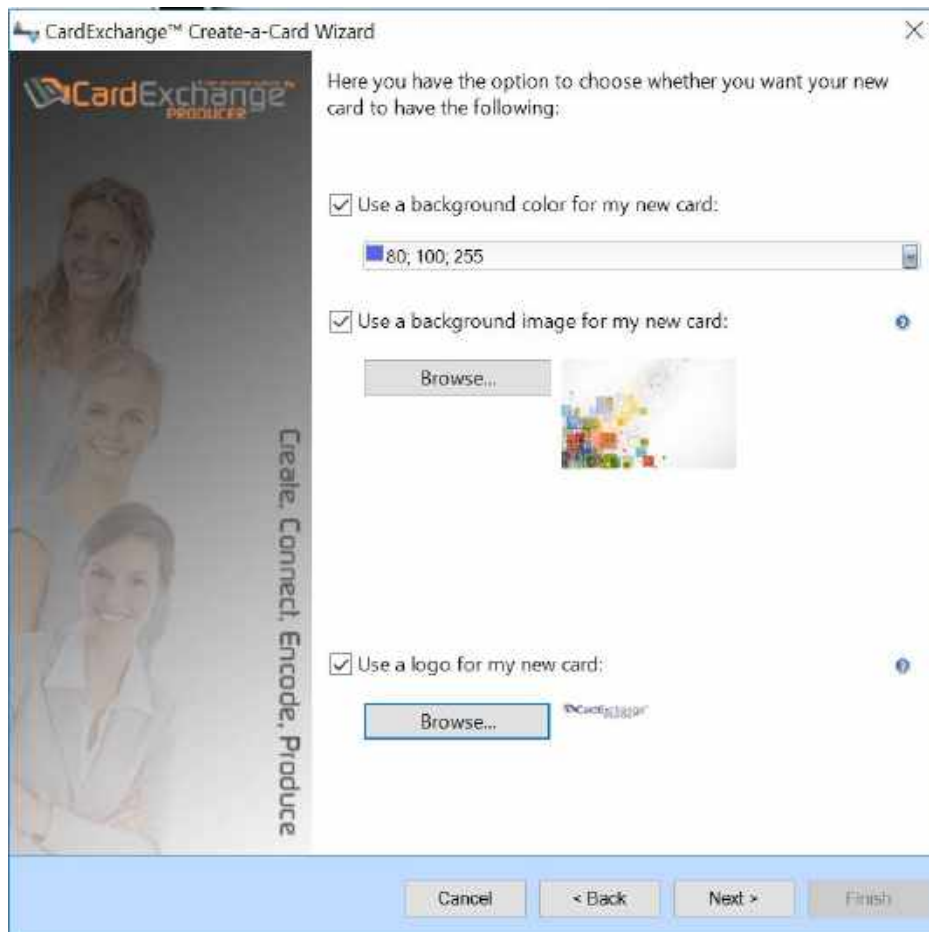 CardExchange™ Create-a-Card Wizard
CardExchange™
PRODUCER
Here you have the option to choose whether you want your new
card to have the following:
Use a background color for my new card:
80; 100; 255
Use a background image for my new card:
Browse...
Create, Connect, Encode, Produce
Use a logo for my new card:
Browse...
CardExchange™
Cancel
< Back
Next >
Finish